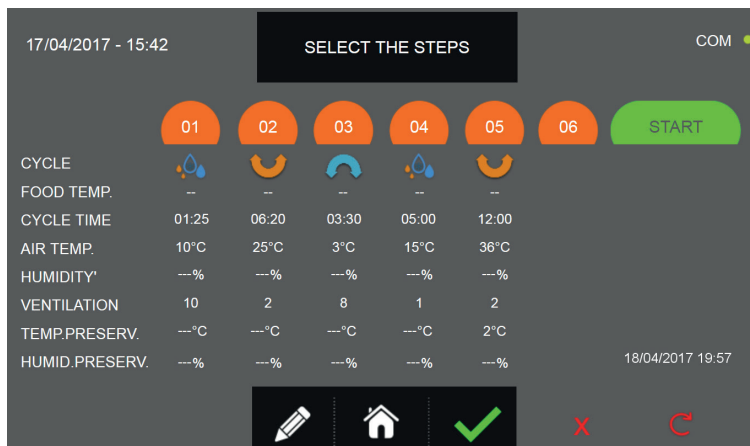 17/04/2017 - 15:42 SELECT THE STEPS COM
01 02 03 04 05 06 START
CYCLE
FOOD TEMP. -- -- -- -- --
CYCLE TIME 01:25 06:20 03:30 05:00 12:00
AIR TEMP. 10°C 25°C 3°C 15°C 36°C
HUMIDITY' ---% ---% ---% ---% ---%
VENTILATION 10 2 8 1 2
TEMP.PRESERV. ---°C ---°C ---°C ---°C 2°C
HUMID.PRESERV. ---% ---% ---% ---% ---% 18/04/2017 19:57
X